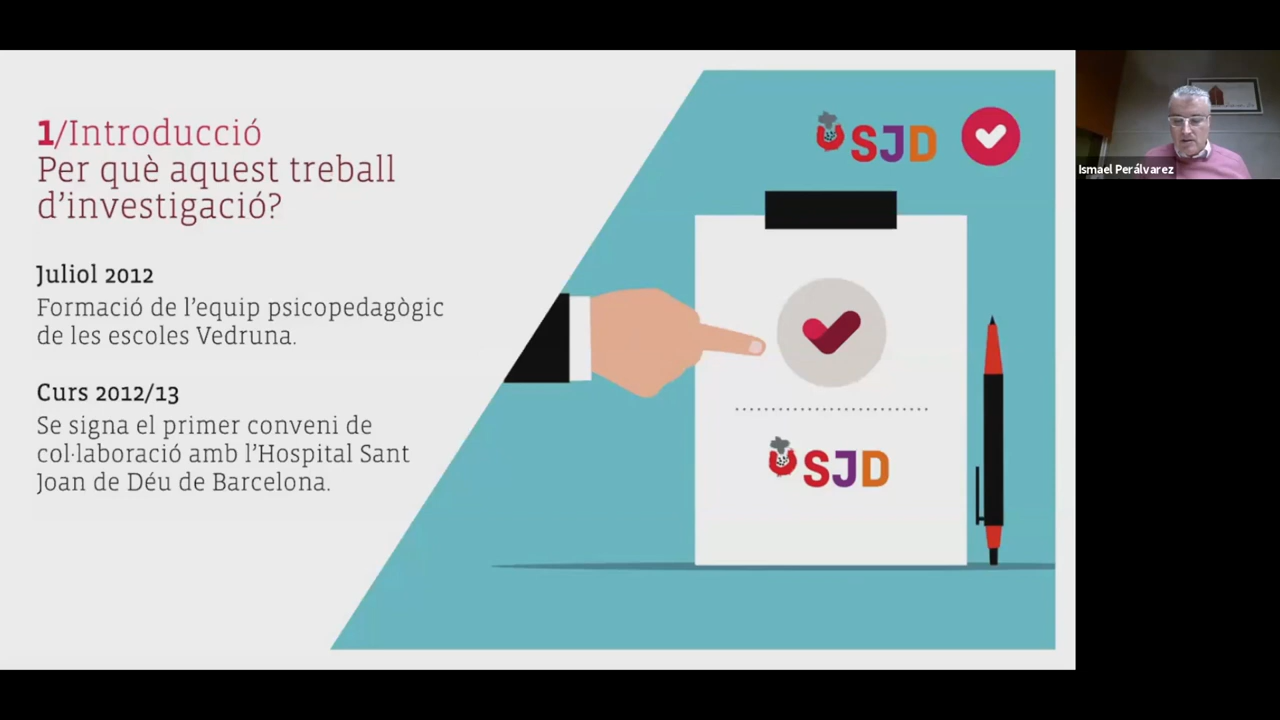 1/Introducció
Per què aquest treball
d’investigació?
Juliol 2012
Formació de l’equip psicopedagògic
de les escoles Vedruna.
Curs 2012/13
Se signa el primer conveni de
col·laboració amb l’Hospital Sant
Joan de Déu de Barcelona.
SJD
SJD
Ismael Perálvarez